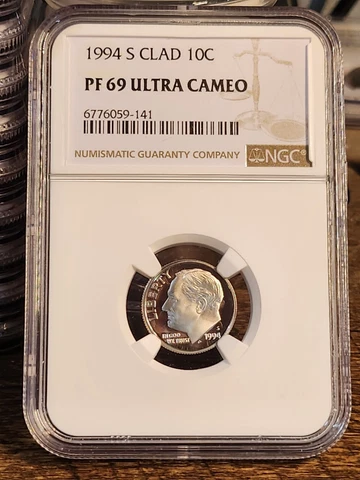 1994 S CLAD 10C
PF 69 ULTRA CAMEO
6776059-141
NUMISMATIC GUARANTY COMPANY NGC
LIBERTY
IN GOD
WE TRUST
1994
S